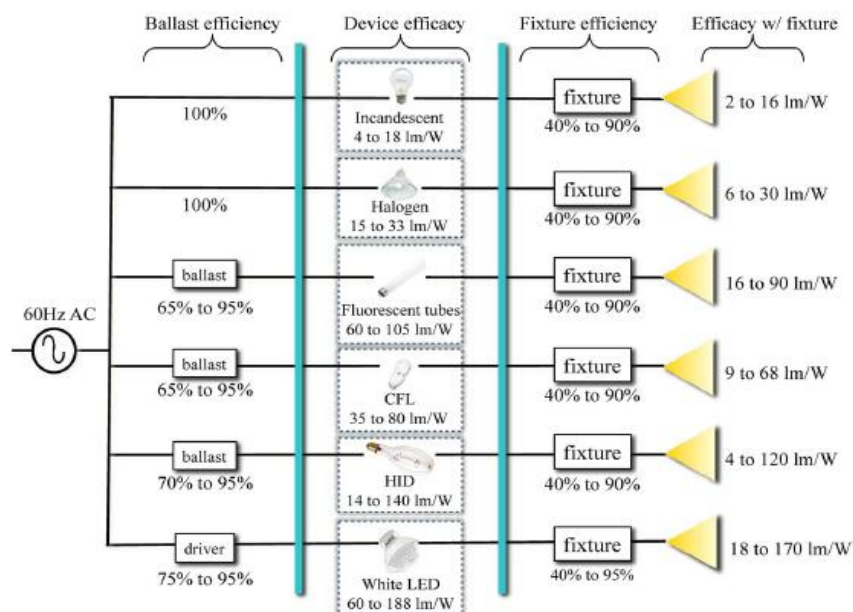 Ballast efficiency Device efficacy Fixture efficiency Efficacy w/ fixture
100%
Incandescent
4 to 18 lm/W
fixture
40% to 90%
2 to 16 lm/W
100%
Halogen
15 to 33 lm/W
fixture
40% to 90%
6 to 30 lm/W
60Hz AC
ballast
65% to 95%
Fluorescent tubes
60 to 105 lm/W
fixture
40% to 90%
16 to 90 lm/W
ballast
65% to 95%
CFL
35 to 80 lm/W
fixture
40% to 90%
9 to 68 lm/W
ballast
70% to 95%
HID
14 to 140 lm/W
fixture
40% to 90%
4 to 120 lm/W
driver
75% to 95%
White LED
60 to 188 lm/W
fixture
40% to 95%
18 to 170 lm/W